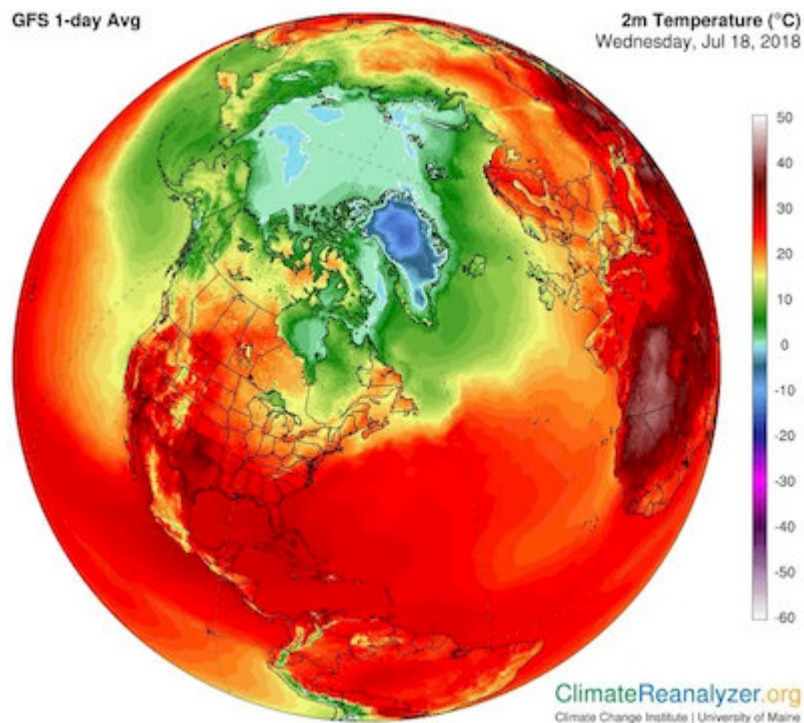 GFS 1-day Avg
2m Temperature (°C)
Wednesday, Jul 18, 2018
50
40
30
20
10
0
-10
-20
-30
-40
-50
-60
ClimateReanalyzer.org
Climate Change Institute | University of Maine